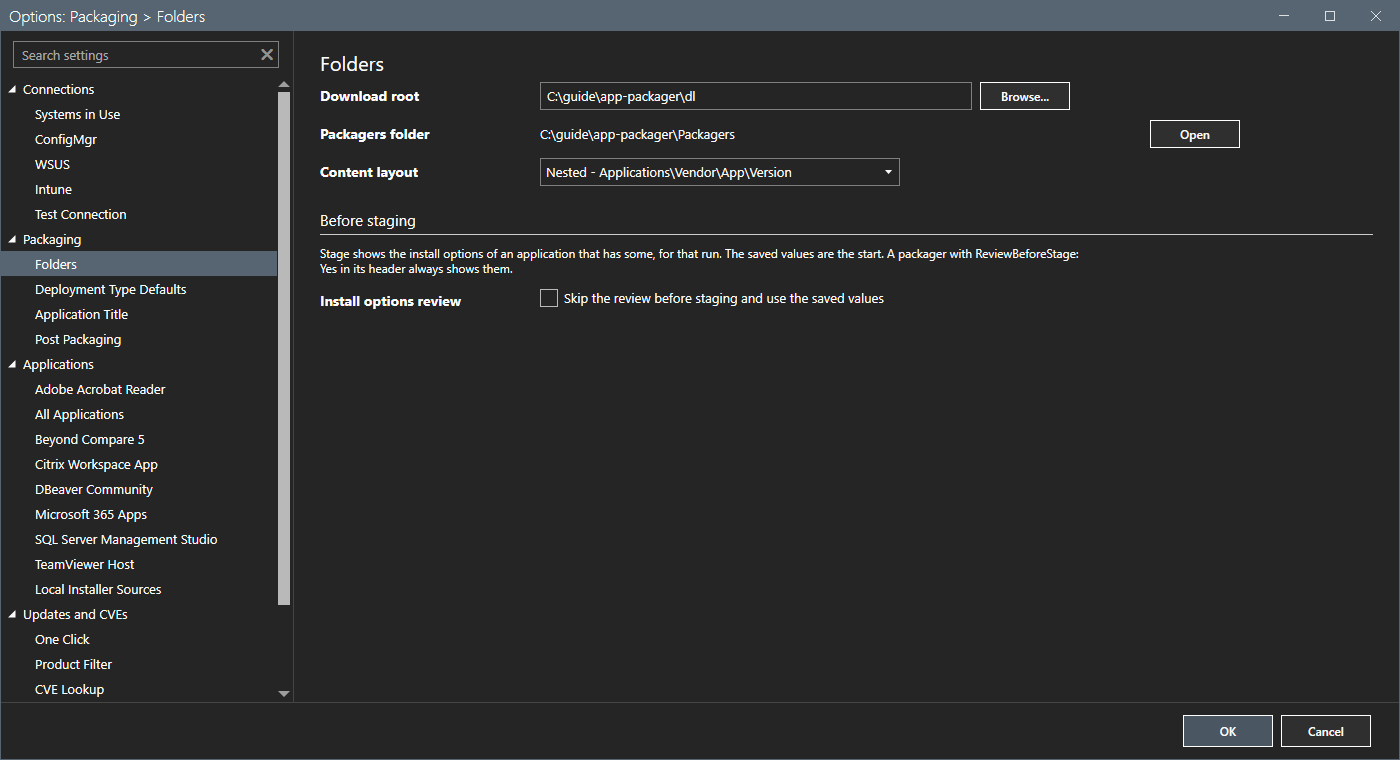 Options: Packaging > Folders
Search settings
Connections
Systems in Use
ConfigMgr
WSUS
Intune
Test Connection
Packaging
Folders
Deployment Type Defaults
Application Title
Post Packaging
Applications
Adobe Acrobat Reader
All Applications
Beyond Compare 5
Citrix Workspace App
DBeaver Community
Microsoft 365 Apps
SQL Server Management Studio
TeamViewer Host
Local Installer Sources
Updates and CVEs
One Click
Product Filter
CVE Lookup
Folders
Download root C:\guide\app-packager\dl Browse...
Packagers folder C:\guide\app-packager\Packagers Open
Content layout Nested - Applications\Vendor\App\Version
Before staging
Stage shows the install options of an application that has some, for that run. The saved values are the start. A packager with ReviewBeforeStage:
Yes in its header always shows them.
Install options review Skip the review before staging and use the saved values
OK Cancel